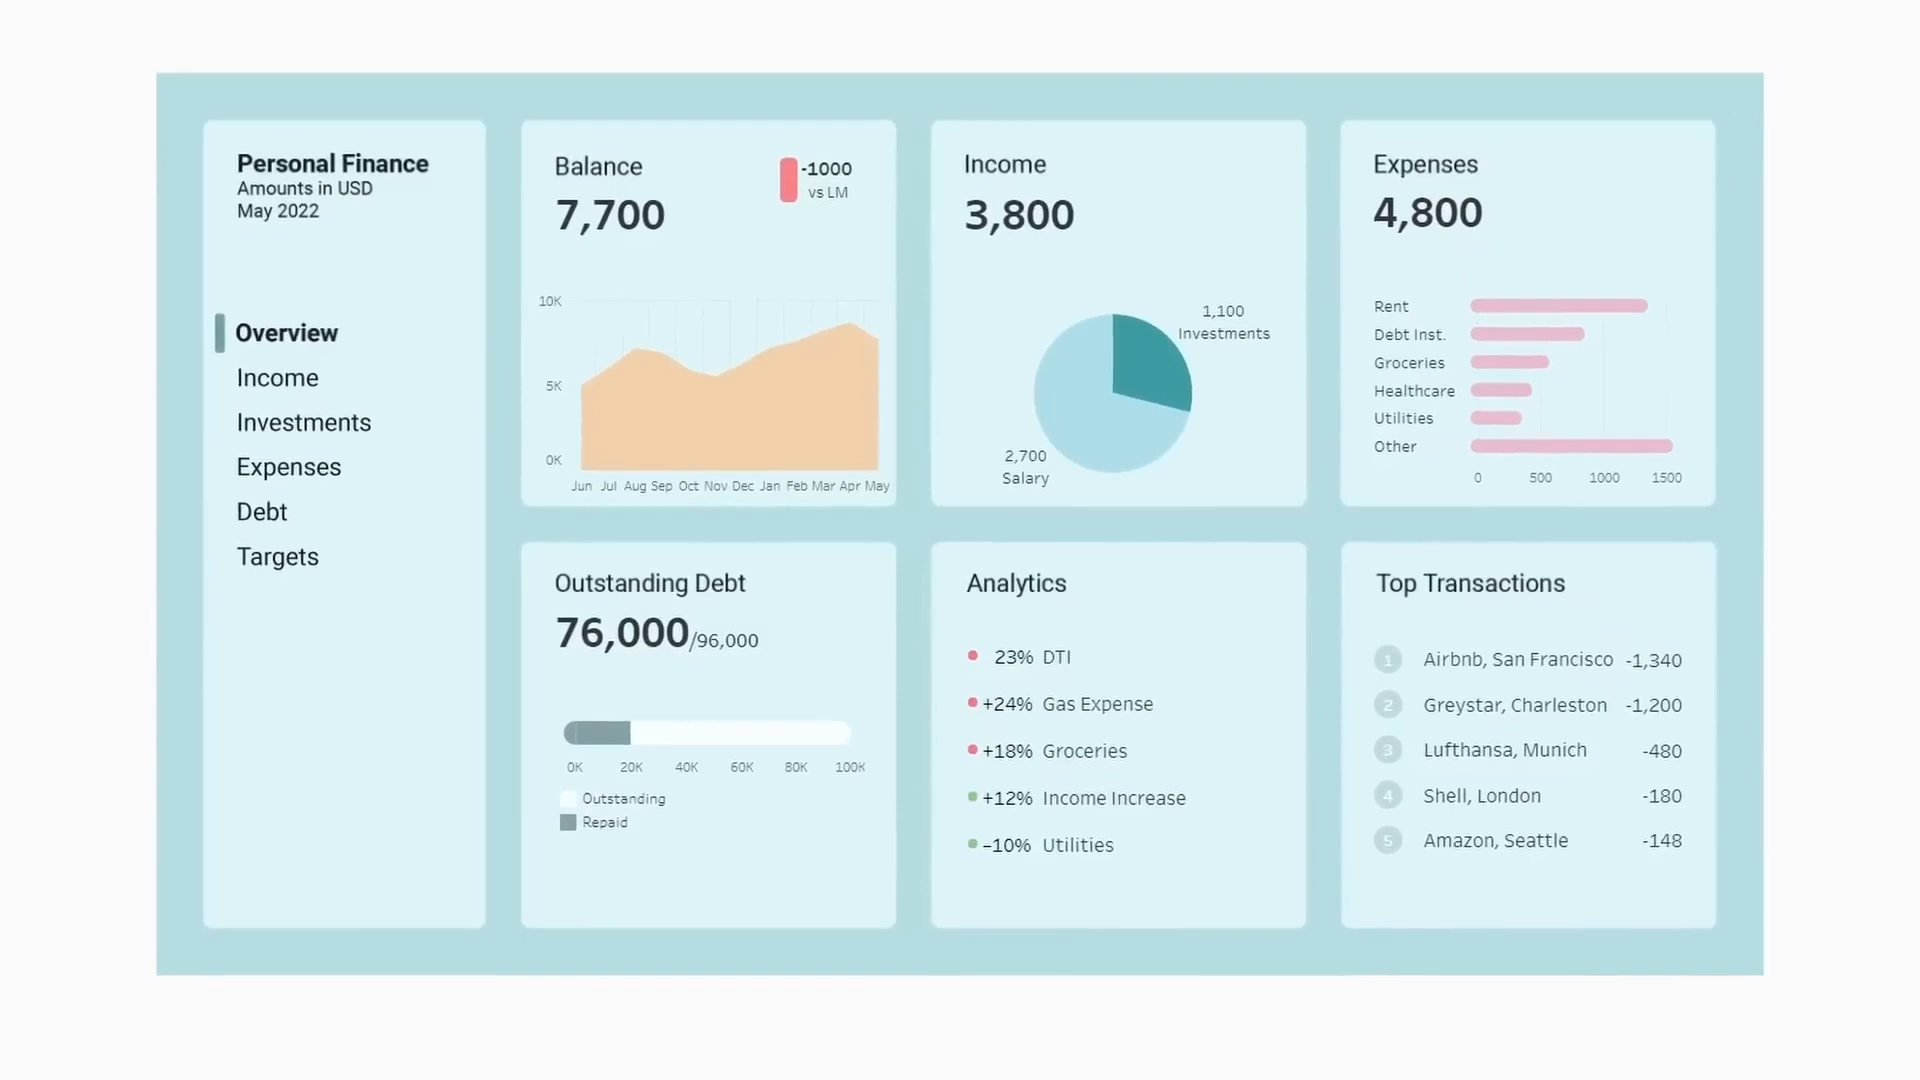 Personal Finance
Amounts in USD
May 2022
Overview
Income
Investments
Expenses
Debt
Targets
Balance
7,700
-1000
vs LM
10K
5K
0K
Jun Jul Aug Sep Oct Nov Dec Jan Feb Mar Apr May
Income
3,800
1,100
Investments
2,700
Salary
Expenses
4,800
Rent
Debt Inst.
Groceries
Healthcare
Utilities
Other
0 500 1000 1500
Outstanding Debt
76,000/96,000
0K 20K 40K 60K 80K 100K
Outstanding
Repaid
Analytics
23% DTI
+24% Gas Expense
+18% Groceries
+12% Income Increase
–10% Utilities
Top Transactions
1 Airbnb, San Francisco -1,340
2 Greystar, Charleston -1,200
3 Lufthansa, Munich -480
4 Shell, London -180
5 Amazon, Seattle -148